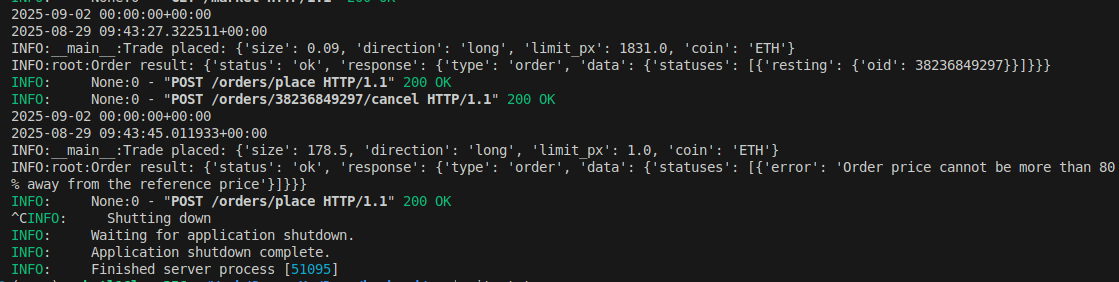 INFO:     None:0 - "GET /market HTTP/1.1" 200 OK
2025-09-02 00:00:00+00:00
2025-08-29 09:43:27.322511+00:00
INFO:__main__:Trade placed: {'size': 0.09, 'direction': 'long', 'limit_px': 1831.0, 'coin': 'ETH'}
INFO:root:Order result: {'status': 'ok', 'response': {'type': 'order', 'data': {'statuses': [{'resting': {'oid': 38236849297}}]}}}
INFO:     None:0 - "POST /orders/place HTTP/1.1" 200 OK
INFO:     None:0 - "POST /orders/38236849297/cancel HTTP/1.1" 200 OK
2025-09-02 00:00:00+00:00
2025-08-29 09:43:45.011933+00:00
INFO:__main__:Trade placed: {'size': 178.5, 'direction': 'long', 'limit_px': 1.0, 'coin': 'ETH'}
INFO:root:Order result: {'status': 'ok', 'response': {'type': 'order', 'data': {'statuses': [{'error': 'Order price cannot be more than 80
% away from the reference price'}]}}}
INFO:     None:0 - "POST /orders/place HTTP/1.1" 200 OK
^CINFO:     Shutting down
INFO:     Waiting for application shutdown.
INFO:     Application shutdown complete.
INFO:     Finished server process [51095]